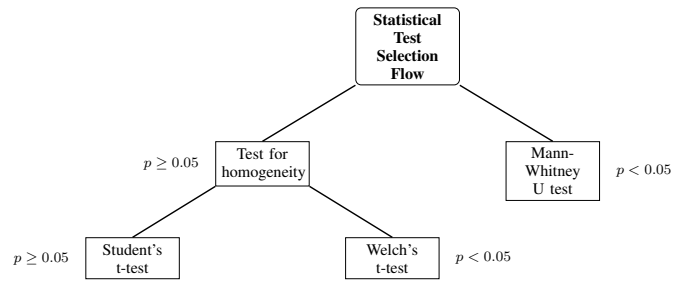 Statistical
Test
Selection
Flow
p ≥ 0.05
Test for
homogeneity
Mann-
Whitney
U test
p < 0.05
p ≥ 0.05
Student's
t-test
Welch's
t-test
p < 0.05